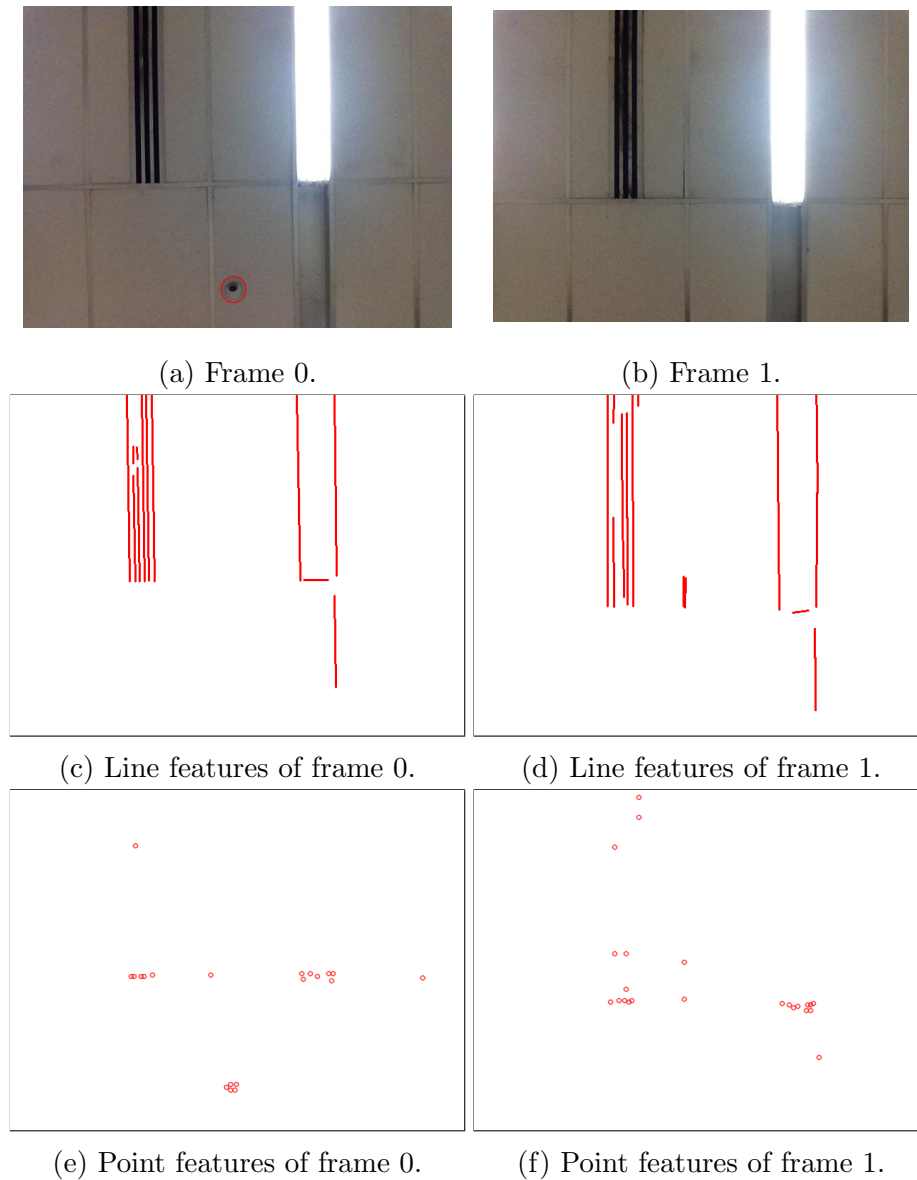 (a) Frame 0.
(b) Frame 1.
(c) Line features of frame 0.
(d) Line features of frame 1.
(e) Point features of frame 0.
(f) Point features of frame 1.